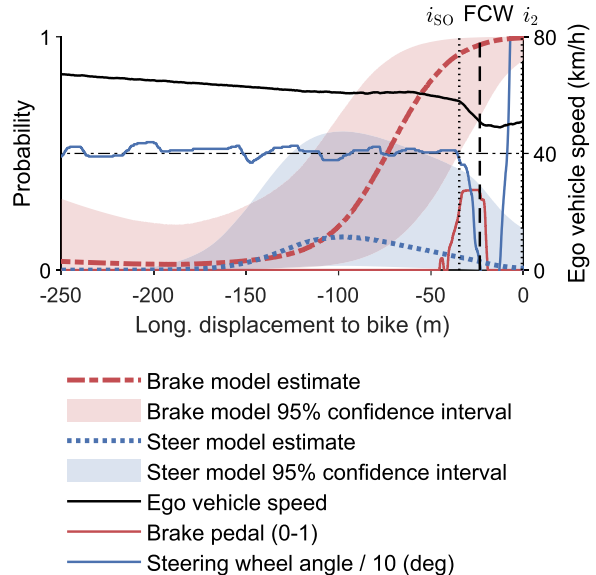 i_SO FCW i_2
1
80
Probability
40
Ego vehicle speed (km/h)
0
0
-250 -200 -150 -100 -50 0
Long. displacement to bike (m)
Brake model estimate
Brake model 95% confidence interval
Steer model estimate
Steer model 95% confidence interval
Ego vehicle speed
Brake pedal (0-1)
Steering wheel angle / 10 (deg)